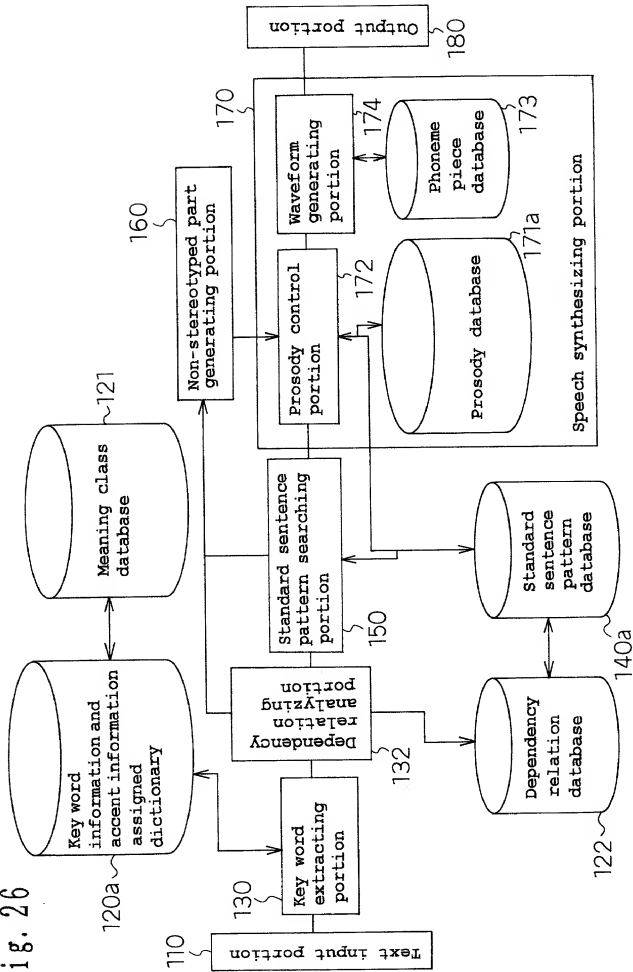 ig. 26
Key word
information and
accent information
assigned
dictionary
120a
Meaning class
database
121
Non-stereotyped part
generating portion
160
Text input portion
110
Key word
extracting
portion
130
Dependency
relation
analyzing
portion
132
Standard sentence
pattern searching
portion
150
Prosody control
portion
172
Waveform
generating
portion
174
170
Output portion
180
Phoneme
piece
database
173
Prosody database
171a
Speech synthesizing portion
Dependency
relation
database
122
Standard
sentence
pattern
database
140a